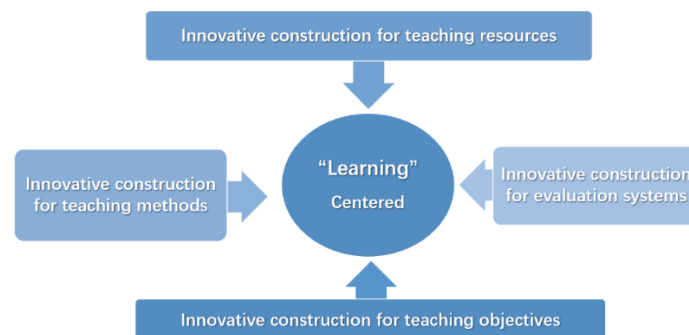 Innovative construction for teaching resources
Innovative construction
for teaching methods
“Learning”
Centered
Innovative construction
for evaluation systems
Innovative construction for teaching objectives